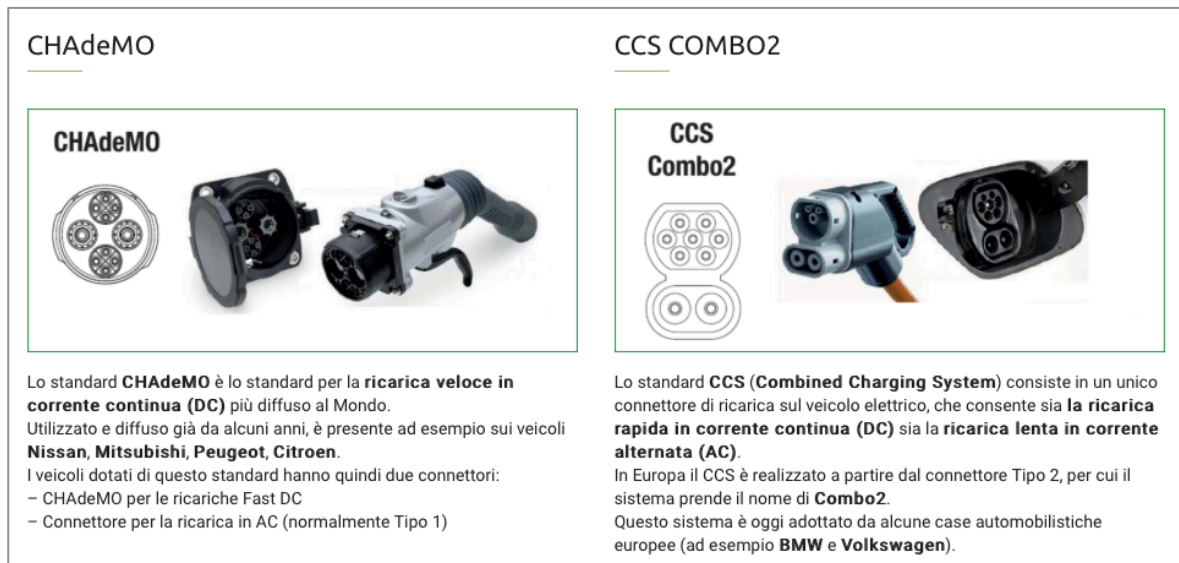 CHAdeMO
CHAdeMO
Lo standard CHAdeMO è lo standard per la ricarica veloce in
corrente continua (DC) più diffuso al Mondo.
Utilizzato e diffuso già da alcuni anni, è presente ad esempio sui veicoli
Nissan, Mitsubishi, Peugeot, Citroen.
I veicoli dotati di questo standard hanno quindi due connettori:
– CHAdeMO per le ricariche Fast DC
– Connettore per la ricarica in AC (normalmente Tipo 1)
CCS COMBO2
CCS
Combo2
Lo standard CCS (Combined Charging System) consiste in un unico
connettore di ricarica sul veicolo elettrico, che consente sia la ricarica
rapida in corrente continua (DC) sia la ricarica lenta in corrente
alternata (AC).
In Europa il CCS è realizzato a partire dal connettore Tipo 2, per cui il
sistema prende il nome di Combo2.
Questo sistema è oggi adottato da alcune case automobilistiche
europee (ad esempio BMW e Volkswagen).